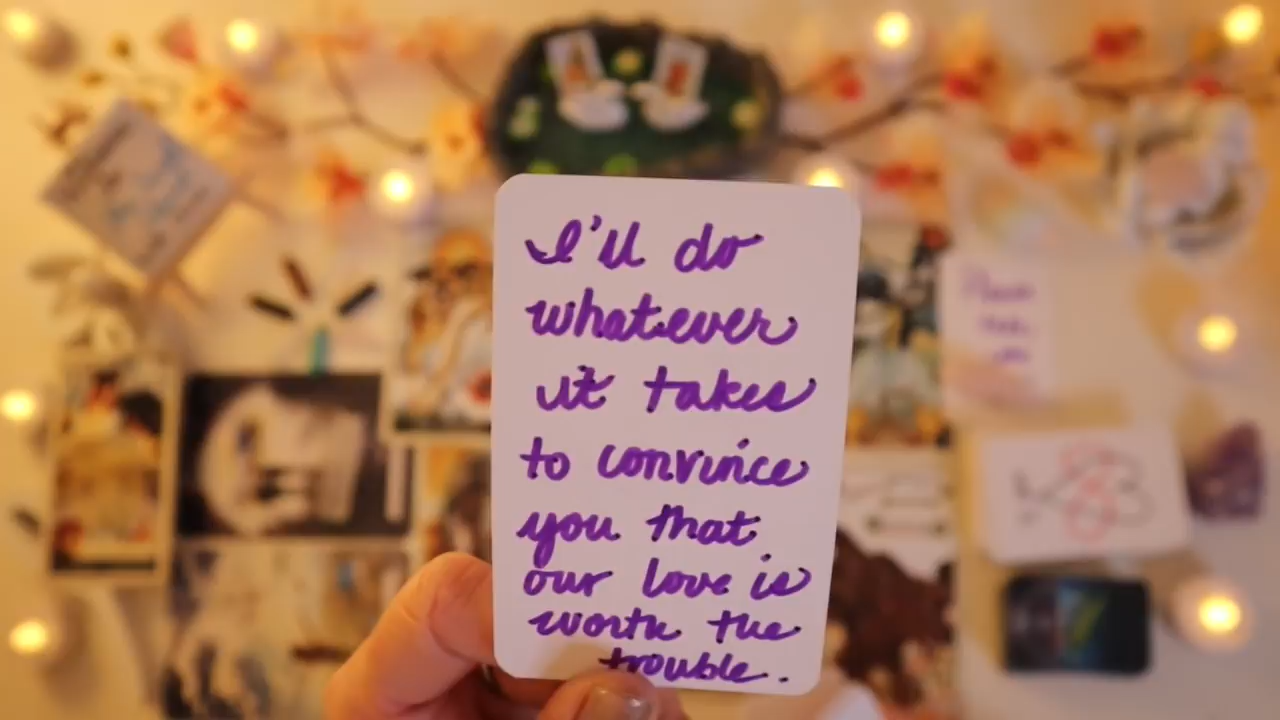 I'll do
whatever
it takes
to convince
you that
our love is
worth the
trouble.